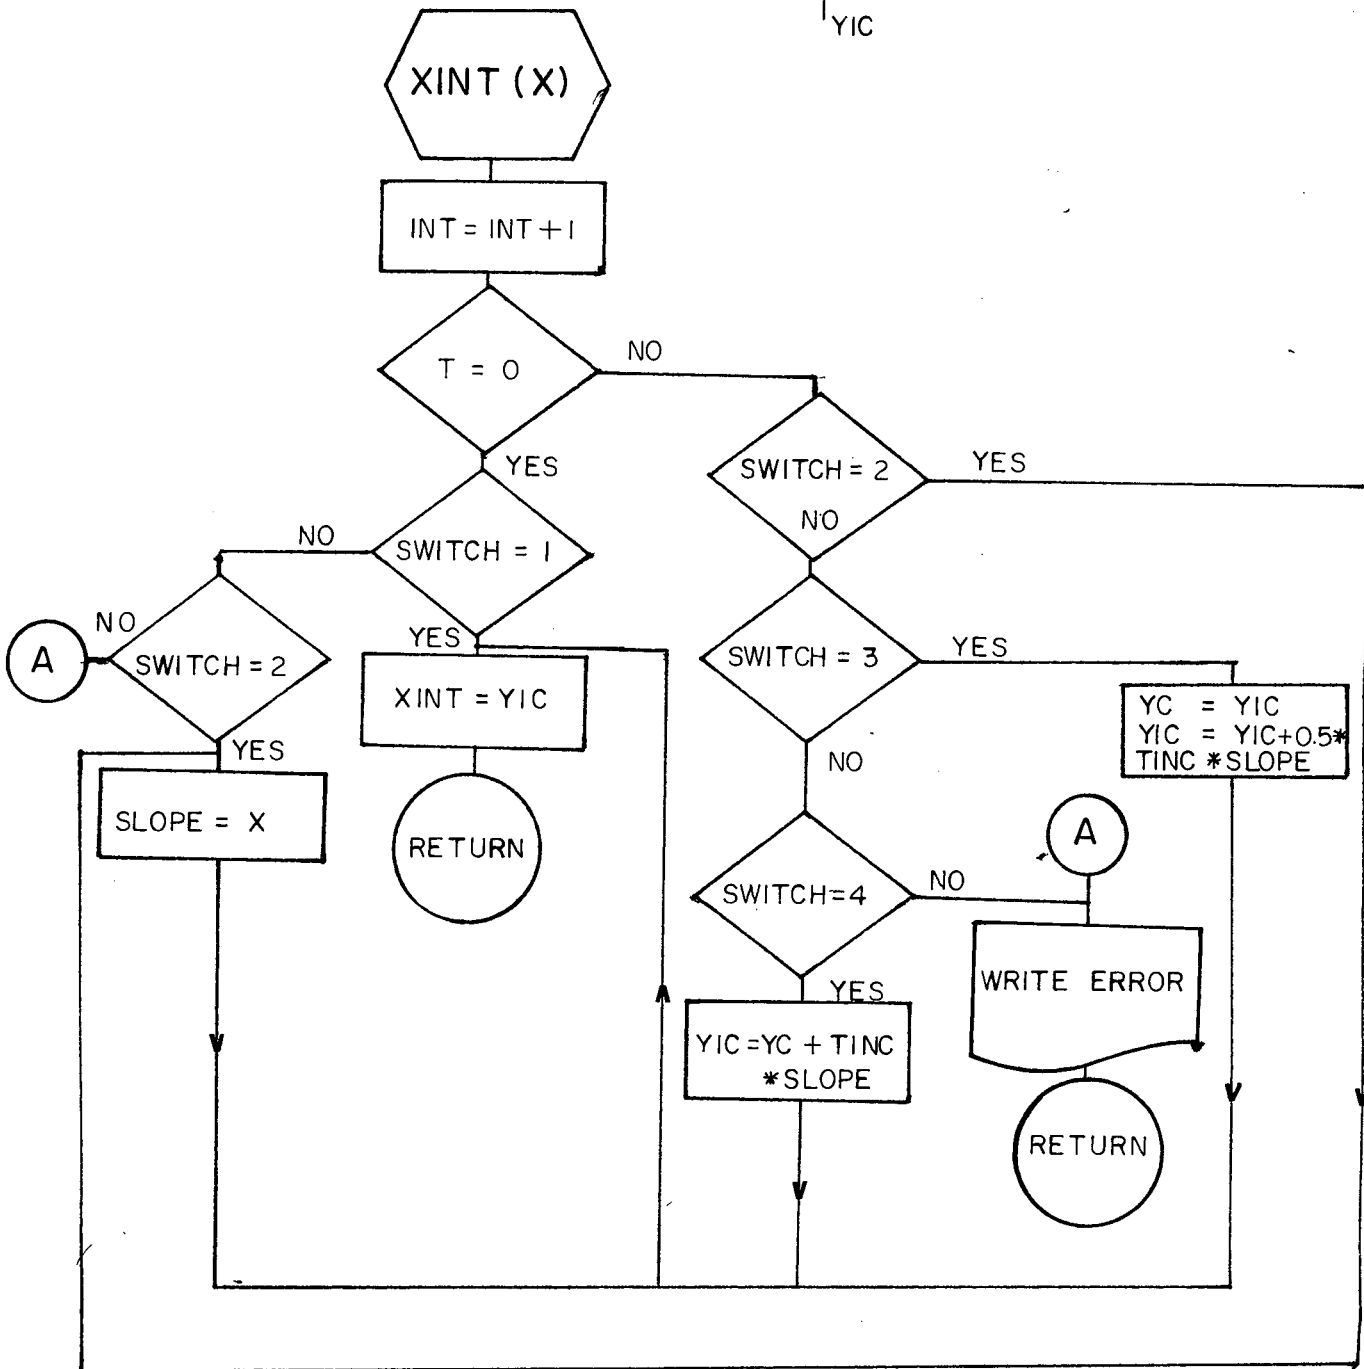 YIC
XINT (X)
INT = INT + 1
T = 0
NO
YES
SWITCH = 2
YES
NO
SWITCH = 1
NO
YES
SWITCH = 2
NO
A
YES
SLOPE = X
XINT = YIC
RETURN
SWITCH = 3
YES
NO
YC = YIC
YIC = YIC+0.5*
TINC *SLOPE
SWITCH=4
NO
A
WRITE ERROR
RETURN
YES
YIC =YC + TINC
*SLOPE